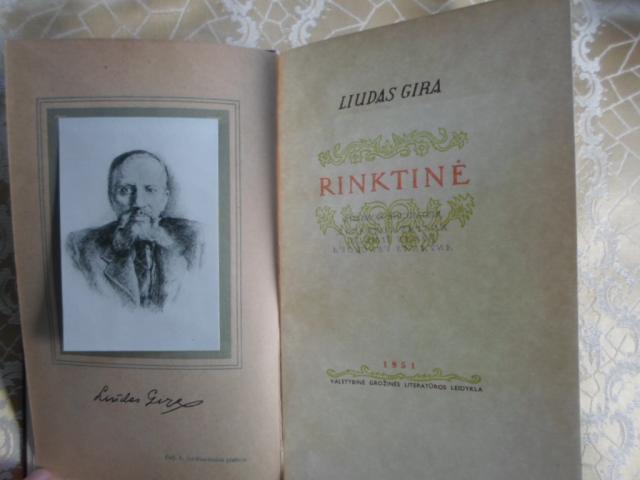 Liudas Gira
LIUDAS GIRA
RINKTINĖ
1951
VALSTYBINĖ GROŽINĖS LITERATŪROS LEIDYKLA